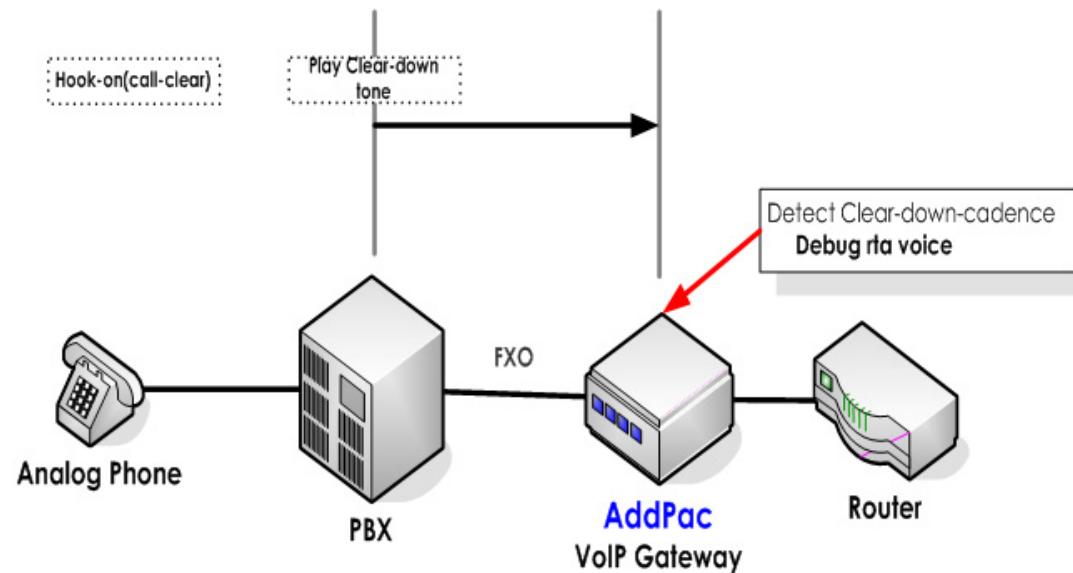 Hook-on(call-clear)
Play Clear-down
tone
Detect Clear-down-cadence
Debug rta voice
FXO
Analog Phone
PBX
AddPac
VoIP Gateway
Router